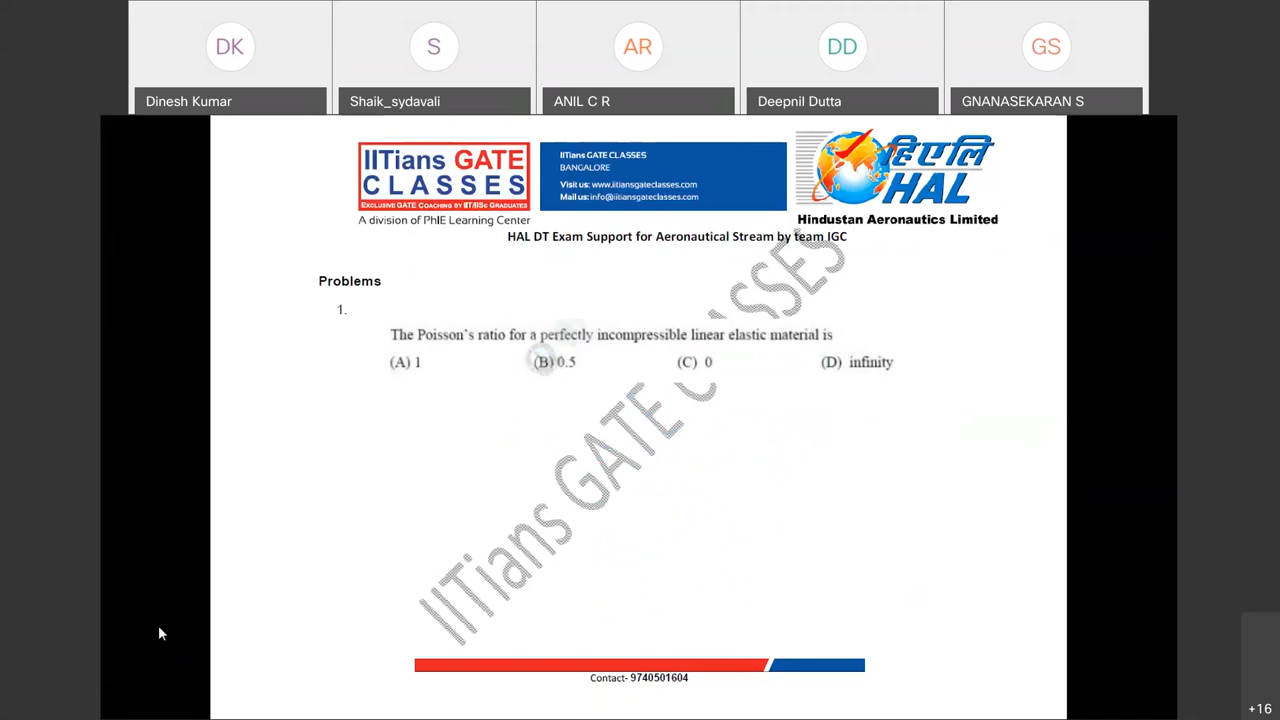 DK
S
AR
DD
GS
Dinesh Kumar
Shaik_sydavali
ANIL C R
Deepnil Dutta
GNANASEKARAN S
IITians GATE
CLASSES
EXCLUSIVE GATE COACHING BY IIT/IISc GRADUATES
A division of PhIE Learning Center
IITians GATE CLASSES
BANGALORE
Visit us: www.iitiansgateclasses.com
Mail us: info@iitiansgateclasses.com
हिएलि
HAL
Hindustan Aeronautics Limited
HAL DT Exam Support for Aeronautical Stream by team IGC
Problems
1.
The Poisson's ratio for a perfectly incompressible linear elastic material is
(A) 1 (B) 0.5 (C) 0 (D) infinity
IITians GATE CLASSES
Contact- 9740501604
+16